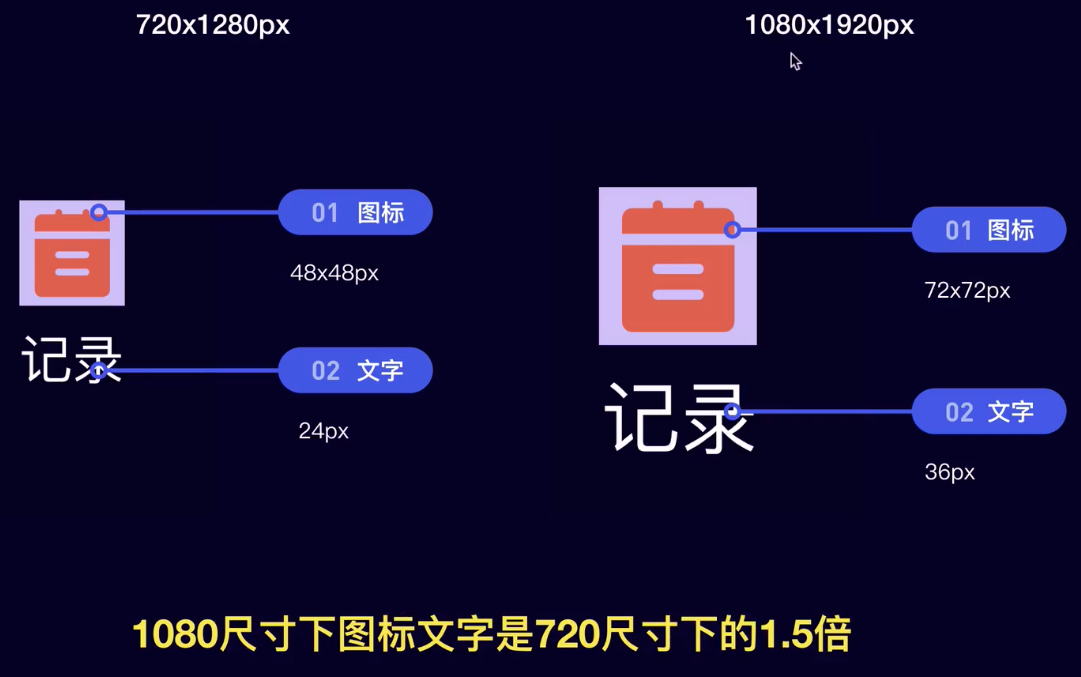 720x1280px
1080x1920px
01 图标
48x48px
记录
02 文字
24px
01 图标
72x72px
记录
02 文字
36px
1080尺寸下图标文字是720尺寸下的1.5倍